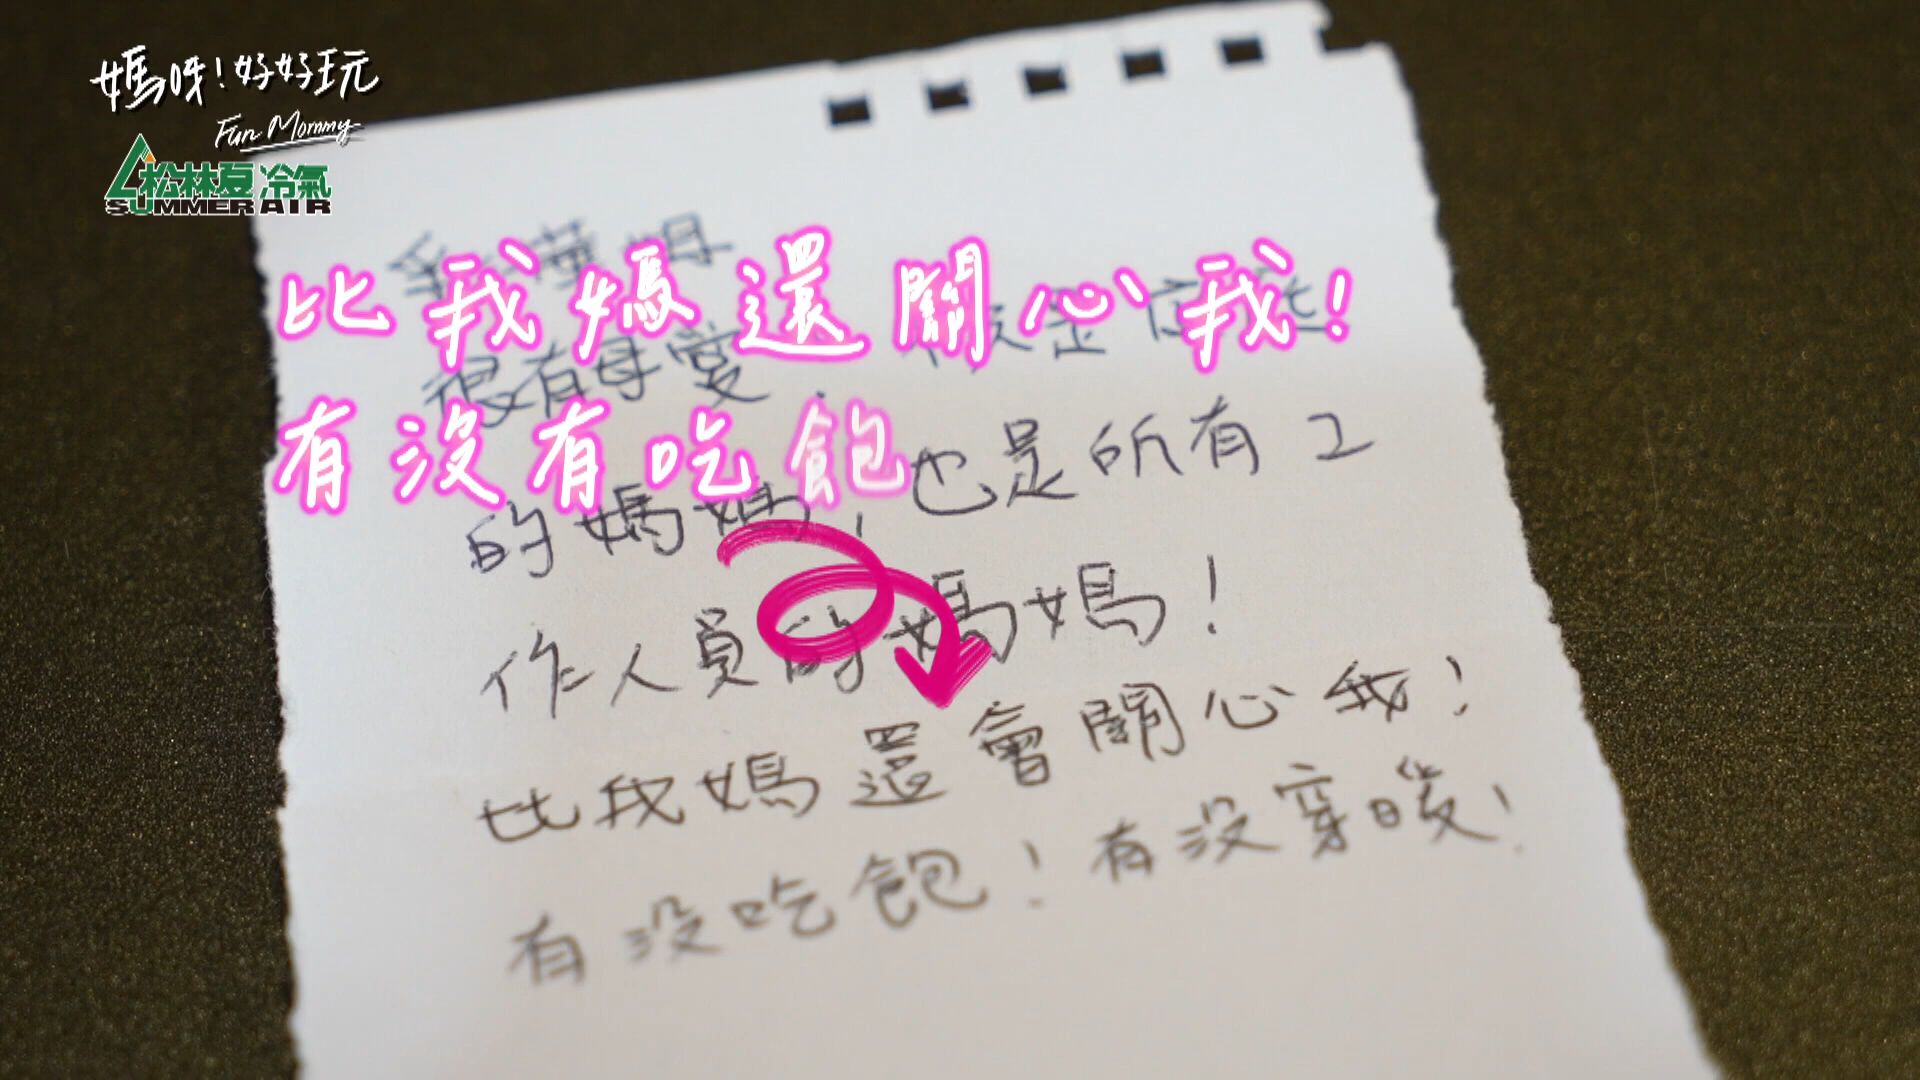 媽呀!好好玩
Fun Mommy
松林夏冷氣
SUMMER AIR
比我媽還關心我!
有沒有吃飽
很有母愛
的媽媽,也是所有工
作人員的媽媽!
比我媽還會關心我!
有沒吃飽!有沒穿暖!